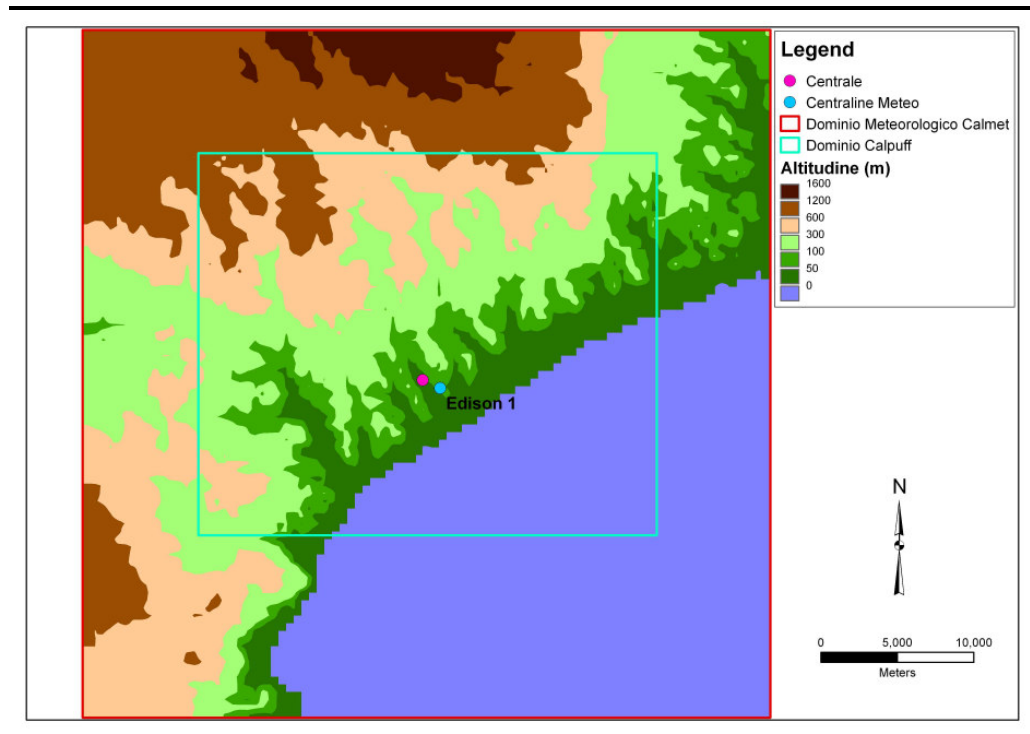 Legend
Centrale
Centraline Meteo
Dominio Meteorologico Calmet
Dominio Calpuff
Altitudine (m)
1600
1200
600
300
100
50
0
Edison 1
N
0 5,000 10,000
Meters